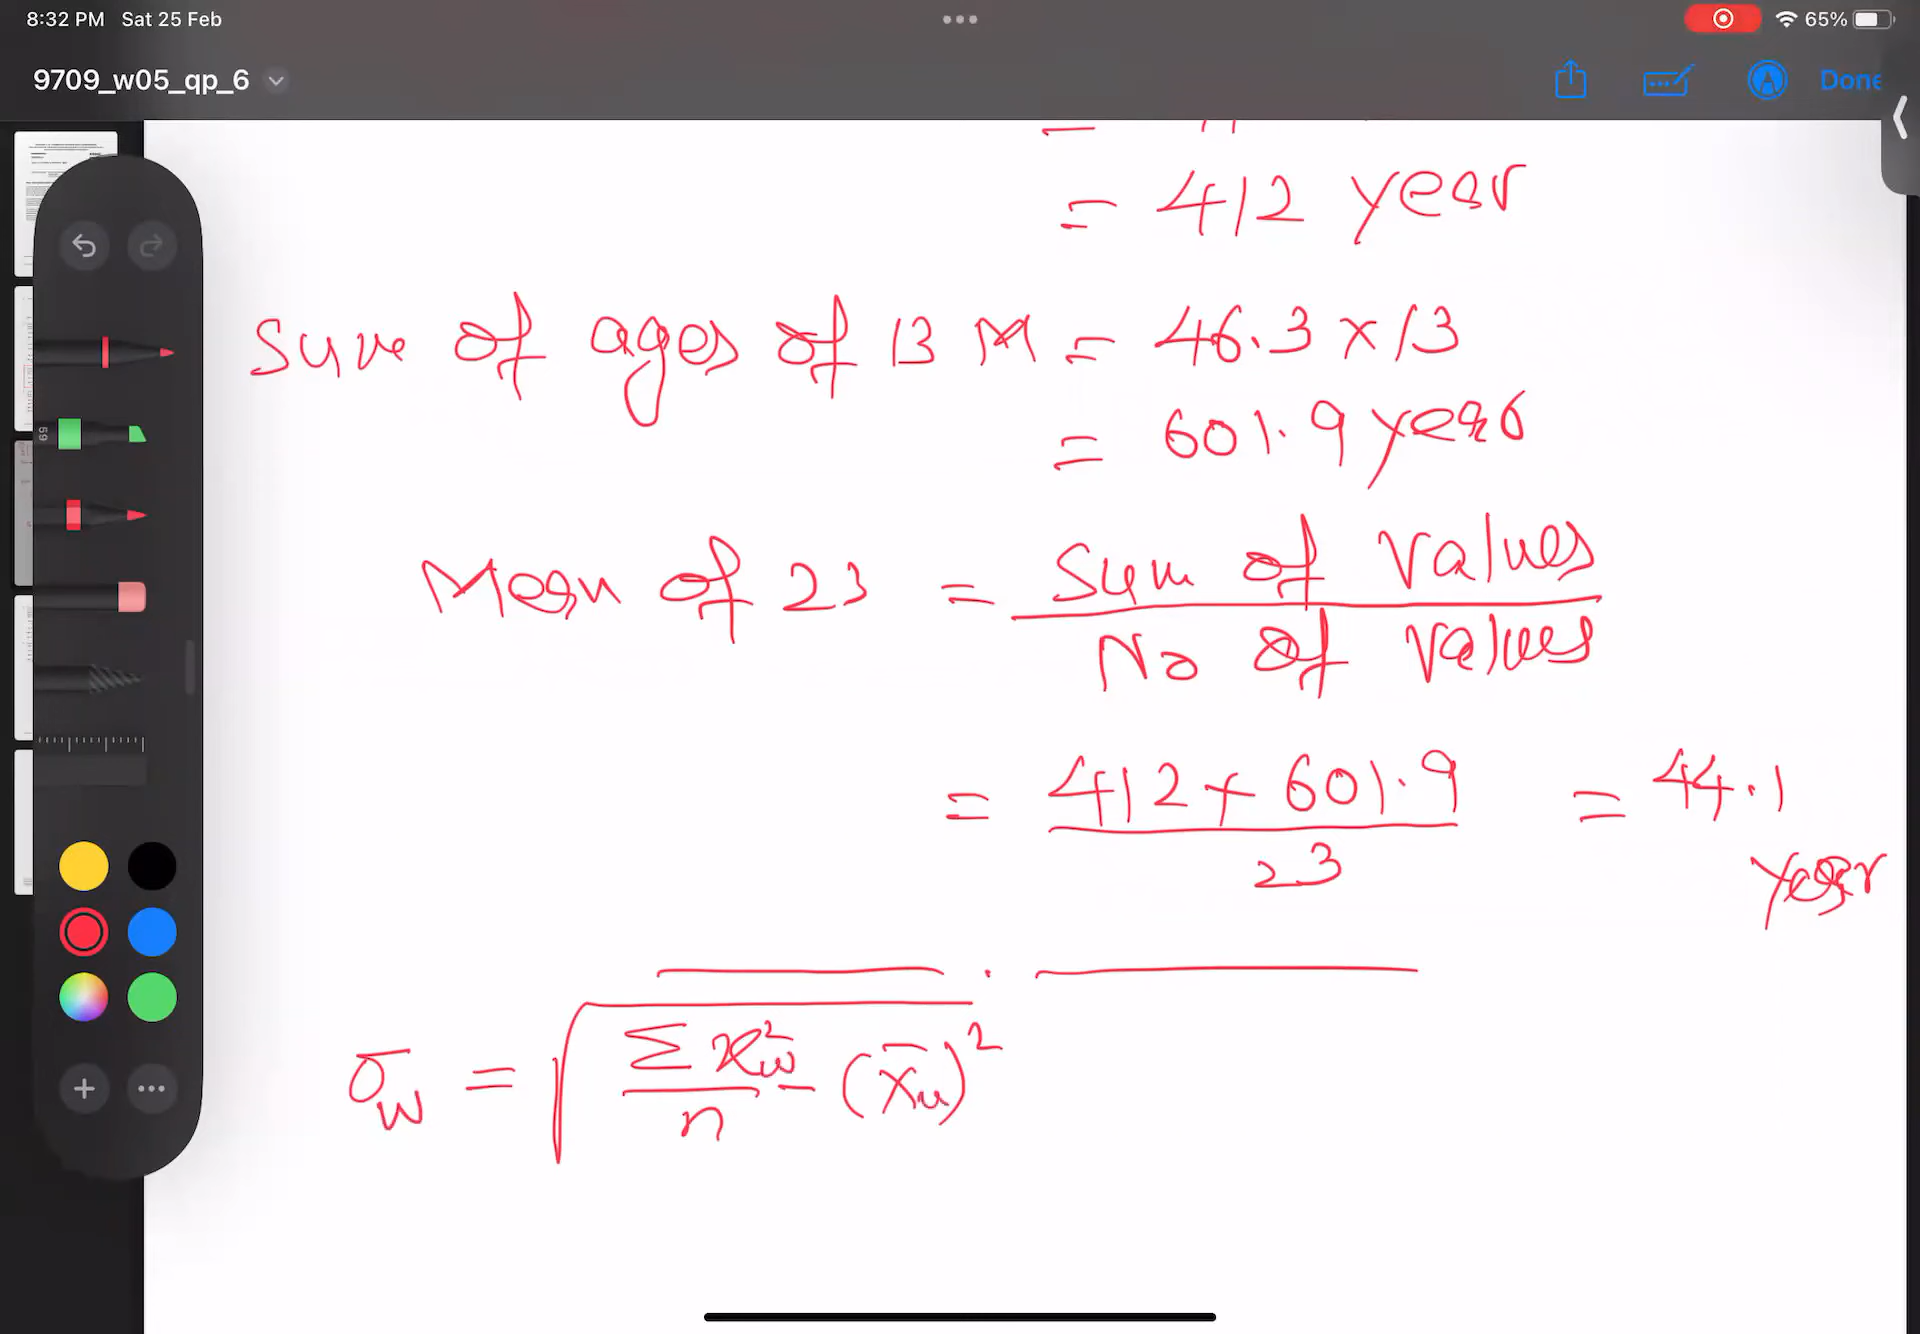 8:32 PM Sat 25 Feb
65%
9709_w05_qp_6
Done
= 412 year
Sum of ages of 13 M = 46.3 x 13
= 601.9 years
59
Mean of 23 = Sum of Values
No of Values
= 412 + 601.9 = 44.1
23
year
σw = √ Σxw² / n - (x̄w)²